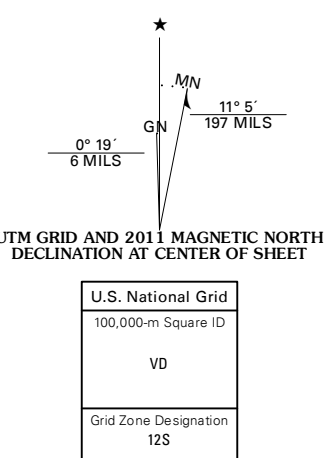 ★
MN
GN
11° 5´
197 MILS
0° 19´
6 MILS
UTM GRID AND 2011 MAGNETIC NORTH
DECLINATION AT CENTER OF SHEET
U.S. National Grid
100,000-m Square ID
VD
Grid Zone Designation
12S